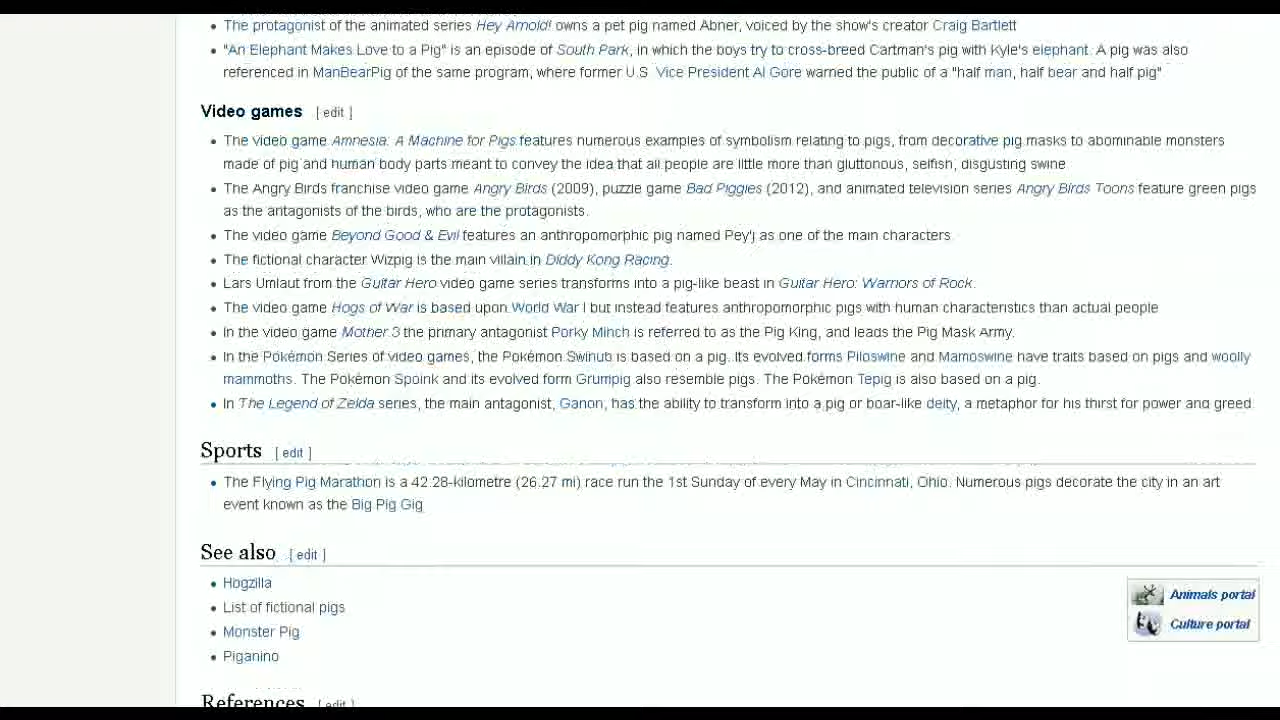 The protagonist of the animated series Hey Arnold! owns a pet pig named Abner, voiced by the show's creator Craig Bartlett
"An Elephant Makes Love to a Pig" is an episode of South Park, in which the boys try to cross-breed Cartman's pig with Kyle's elephant. A pig was also
referenced in ManBearPig of the same program, where former U.S. Vice President Al Gore warned the public of a "half man, half bear and half pig"
Video games [ edit ]
The video game Amnesia: A Machine for Pigs features numerous examples of symbolism relating to pigs, from decorative pig masks to abominable monsters
made of pig and human body parts meant to convey the idea that all people are little more than gluttonous, selfish, disgusting swine
The Angry Birds franchise video game Angry Birds (2009), puzzle game Bad Piggies (2012), and animated television series Angry Birds Toons feature green pigs
as the antagonists of the birds, who are the protagonists.
The video game Beyond Good & Evil features an anthropomorphic pig named Pey'j as one of the main characters.
The fictional character Wizpig is the main villain in Diddy Kong Racing.
Lars Umlaut from the Guitar Hero video game series transforms into a pig-like beast in Guitar Hero: Warriors of Rock.
The video game Hogs of War is based upon World War I but instead features anthropomorphic pigs with human characteristics than actual people
In the video game Mother 3 the primary antagonist Porky Minch is referred to as the Pig King, and leads the Pig Mask Army.
In the Pokémon Series of video games, the Pokémon Swinub is based on a pig. Its evolved forms Piloswine and Mamoswine have traits based on pigs and woolly
mammoths. The Pokémon Spoink and its evolved form Grumpig also resemble pigs. The Pokémon Tepig is also based on a pig.
In The Legend of Zelda series, the main antagonist, Ganon, has the ability to transform into a pig or boar-like deity, a metaphor for his thirst for power and greed.
Sports [ edit ]
The Flying Pig Marathon is a 42.28-kilometre (26.27 mi) race run the 1st Sunday of every May in Cincinnati, Ohio. Numerous pigs decorate the city in an art
event known as the Big Pig Gig
See also [ edit ]
Hogzilla
List of fictional pigs
Monster Pig
Piganino
Animals portal
Culture portal
References [ edit ]